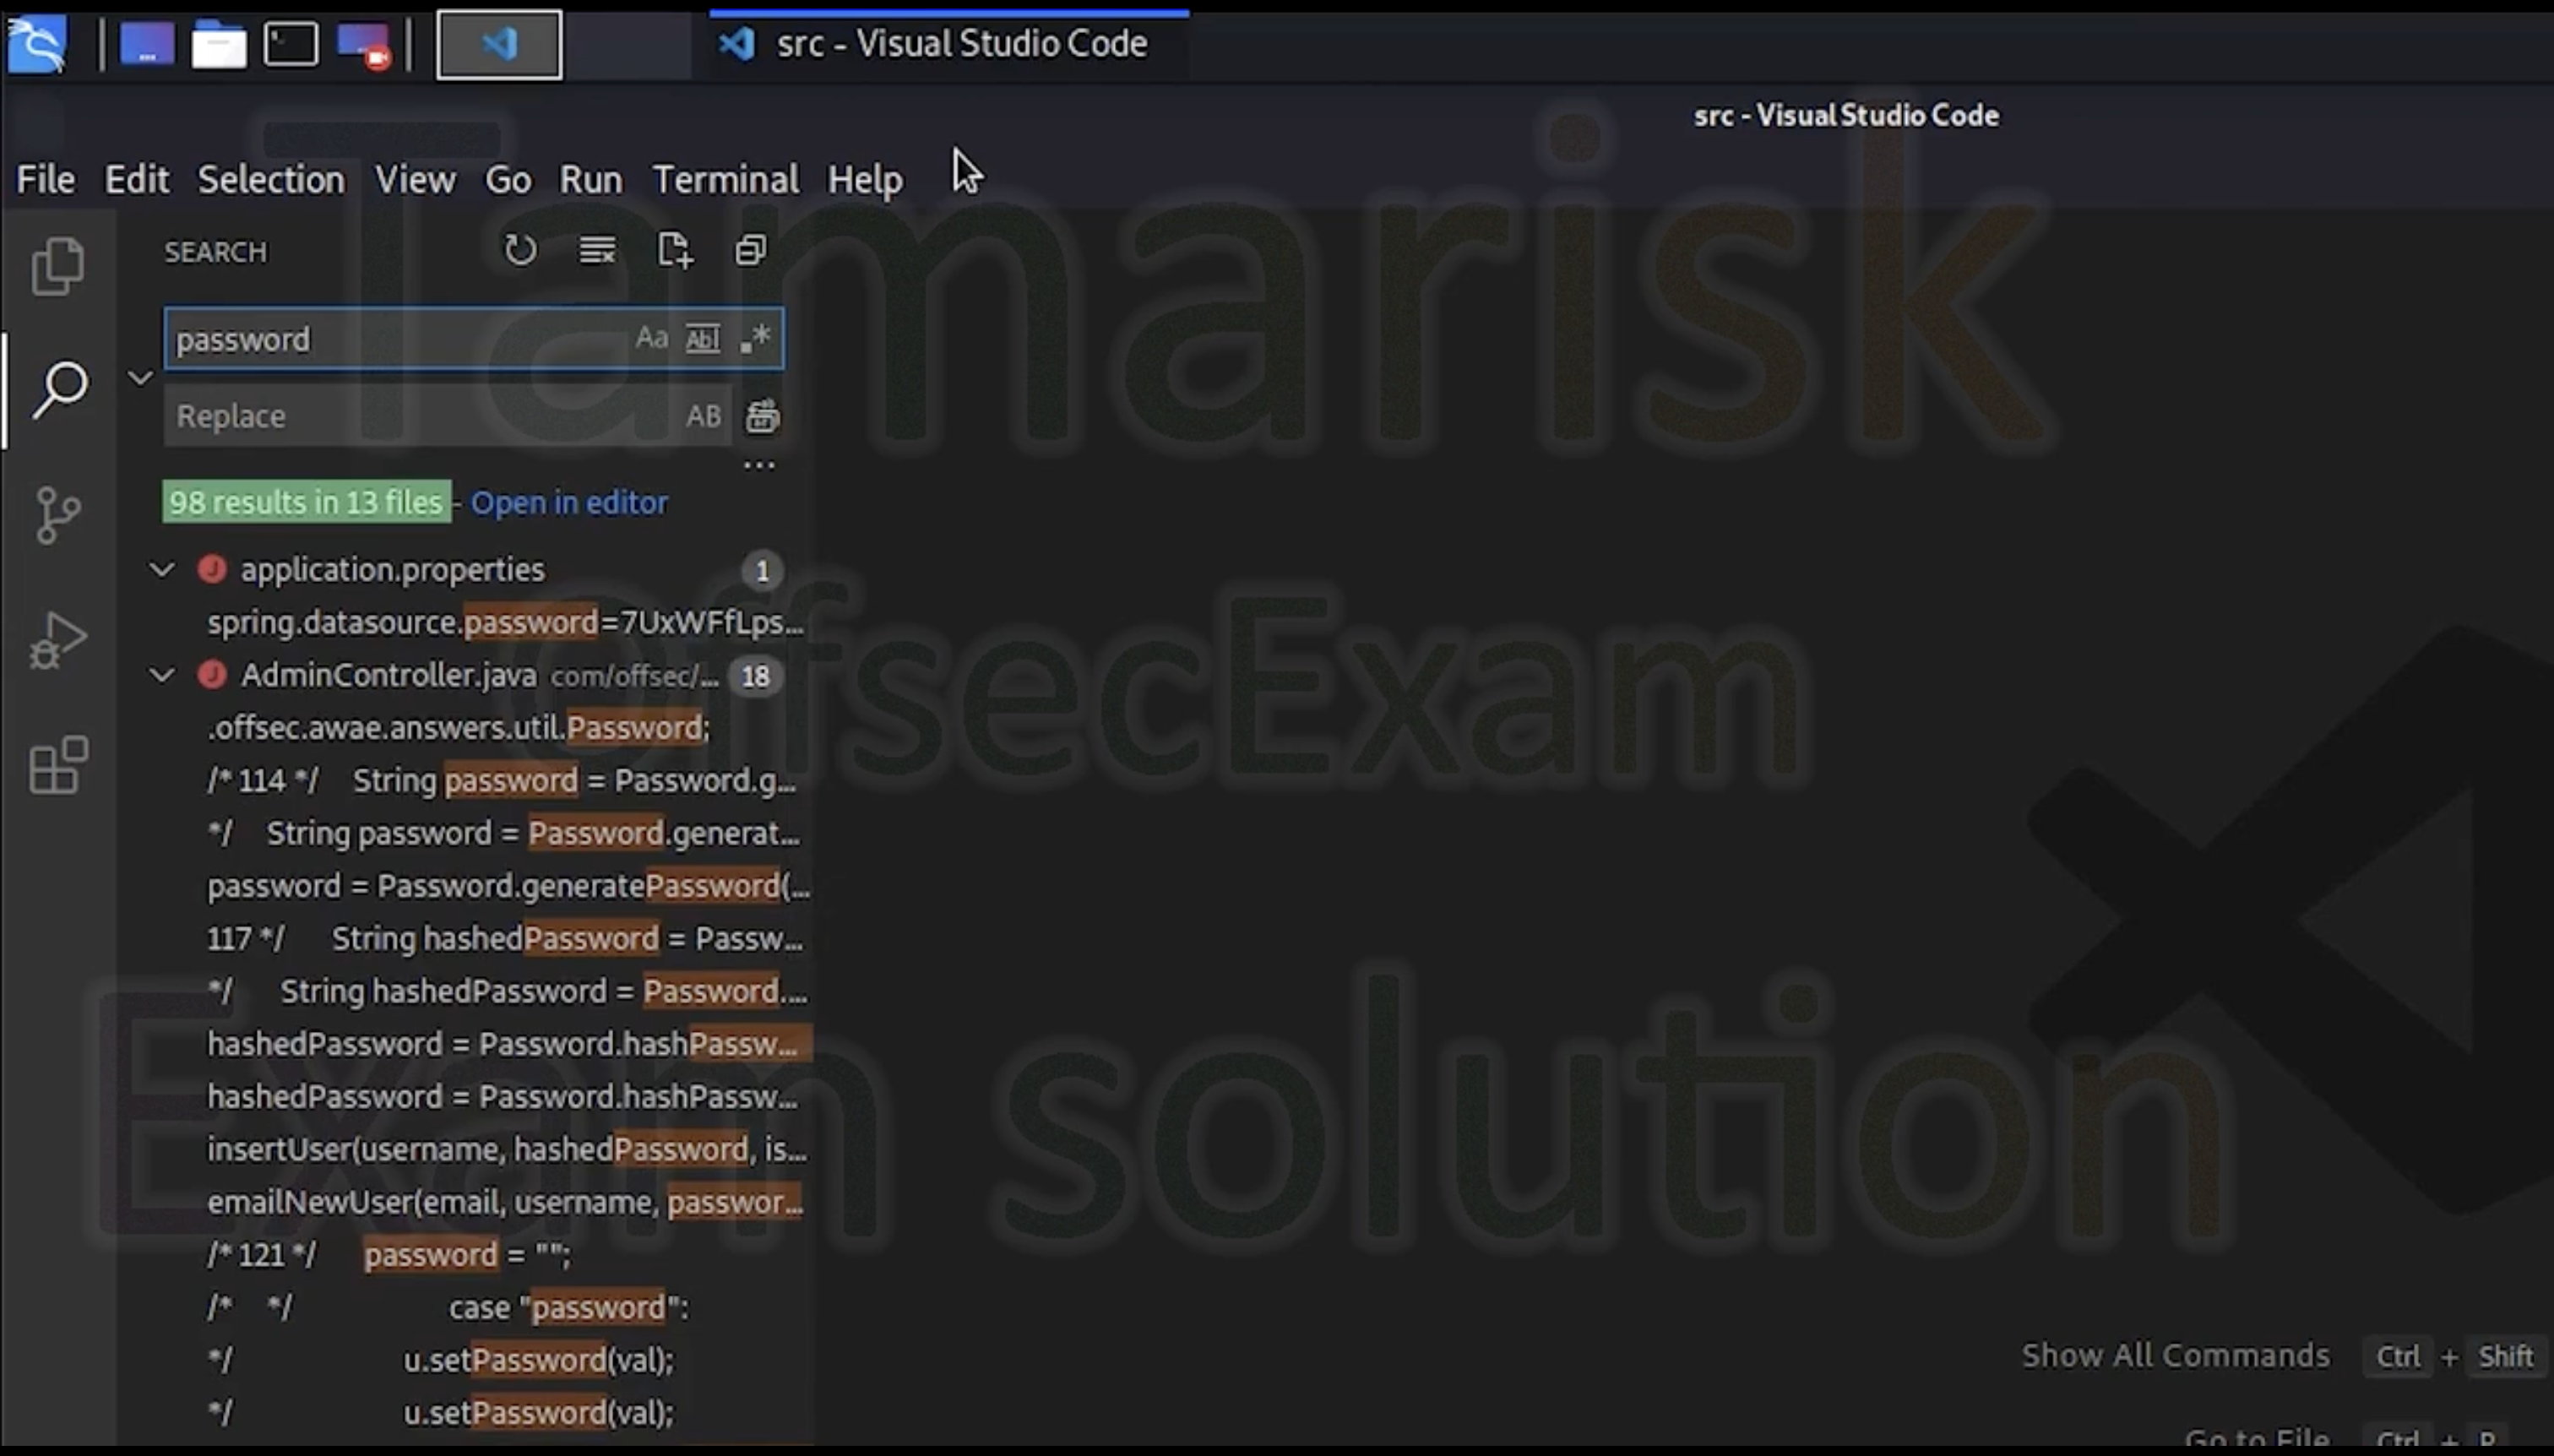 src - Visual Studio Code
src - Visual Studio Code
File Edit Selection View Go Run Terminal Help
SEARCH
password Aa Abl .*
Replace AB
...
98 results in 13 files - Open in editor
application.properties 1
spring.datasource.password=7UxWFfLps...
AdminController.java com/offsec/... 18
.offsec.awae.answers.util.Password;
/* 114 */ String password = Password.g...
*/ String password = Password.generat...
password = Password.generatePassword(...
117 */ String hashedPassword = Passw...
*/ String hashedPassword = Password....
hashedPassword = Password.hashPassw...
hashedPassword = Password.hashPassw...
insertUser(username, hashedPassword, is...
emailNewUser(email, username, passwor...
/* 121 */ password = "";
/* */ case "password":
*/ u.setPassword(val);
*/ u.setPassword(val);
Tamarisk
OffsecExam
Exam solution
Show All Commands Ctrl + Shift
Go to File Ctrl + P